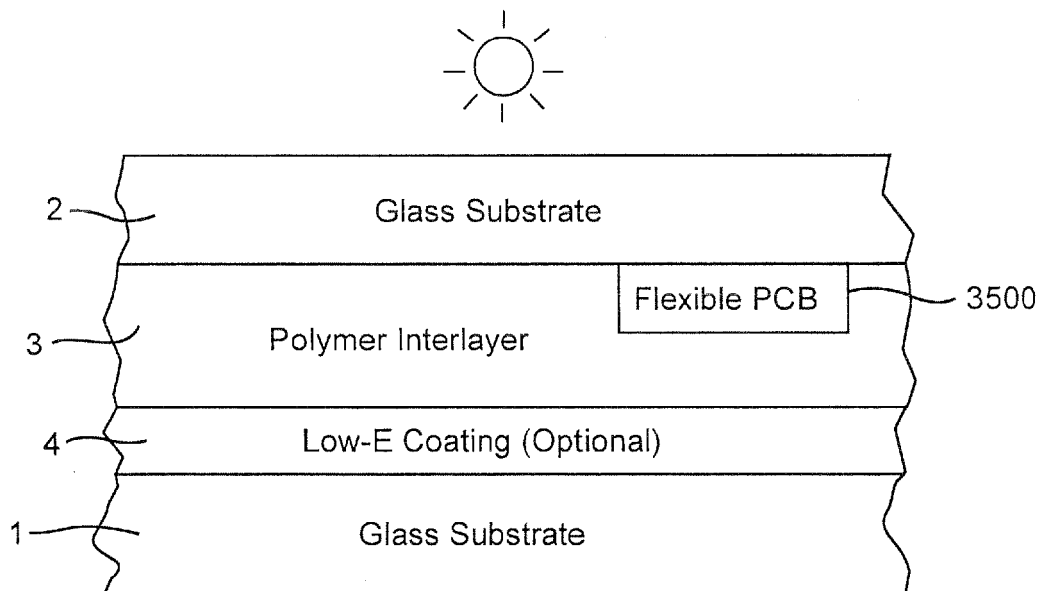 2
Glass Substrate
Flexible PCB
3500
3
Polymer Interlayer
4
Low-E Coating (Optional)
1
Glass Substrate